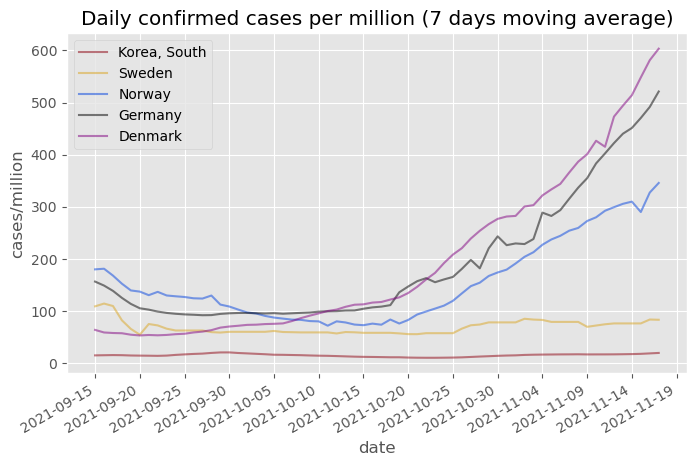 Daily confirmed cases per million (7 days moving average)
Korea, South
Sweden
Norway
Germany
Denmark
cases/million
600
500
400
300
200
100
0
2021-09-15
2021-09-20
2021-09-25
2021-09-30
2021-10-05
2021-10-10
2021-10-15
2021-10-20
2021-10-25
2021-10-30
2021-11-04
2021-11-09
2021-11-14
2021-11-19
date